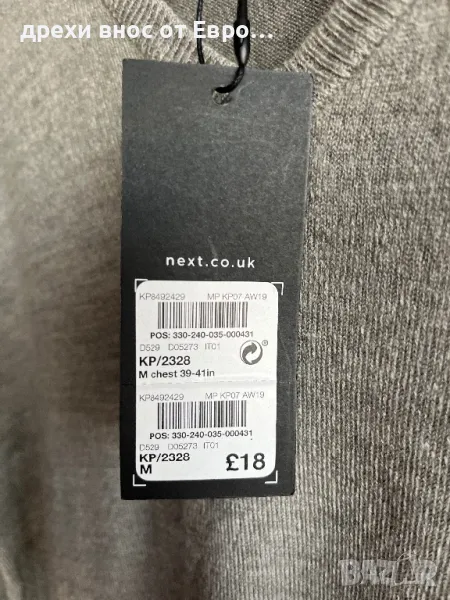 дрехи внос от Евро...
next.co.uk
KP8492429 MP KP07 AW19
POS: 330-240-035-000431
D529 D05273 IT01
KP/2328
M chest 39-41in
KP8492429 MP KP07 AW19
POS: 330-240-035-000431
D529 D05273 IT01
KP/2328
M £18
BAZAR